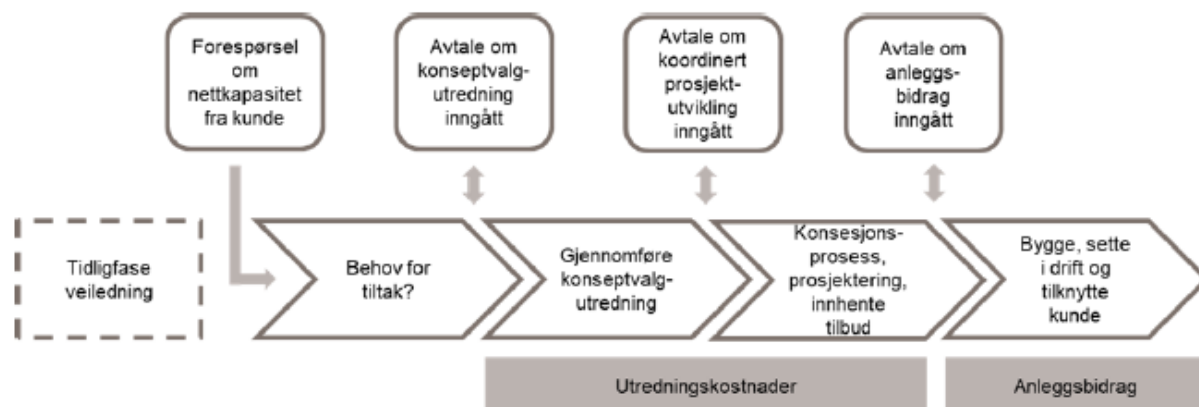 Forespørsel
om
nettkapasitet
fra kunde
Avtale om
konseptvalg-
utredning
inngått
Avtale om
koordinert
prosjekt-
utvikling
inngått
Avtale om
anleggs-
bidrag
inngått
Tidligfase
veiledning
Behov for
tiltak?
Gjennomføre
konseptvalg-
utredning
Konsesjons-
prosess,
prosjektering,
innhente
tilbud
Bygge, sette
i drift og
tilknytte
kunde
Utredningskostnader
Anleggsbidrag